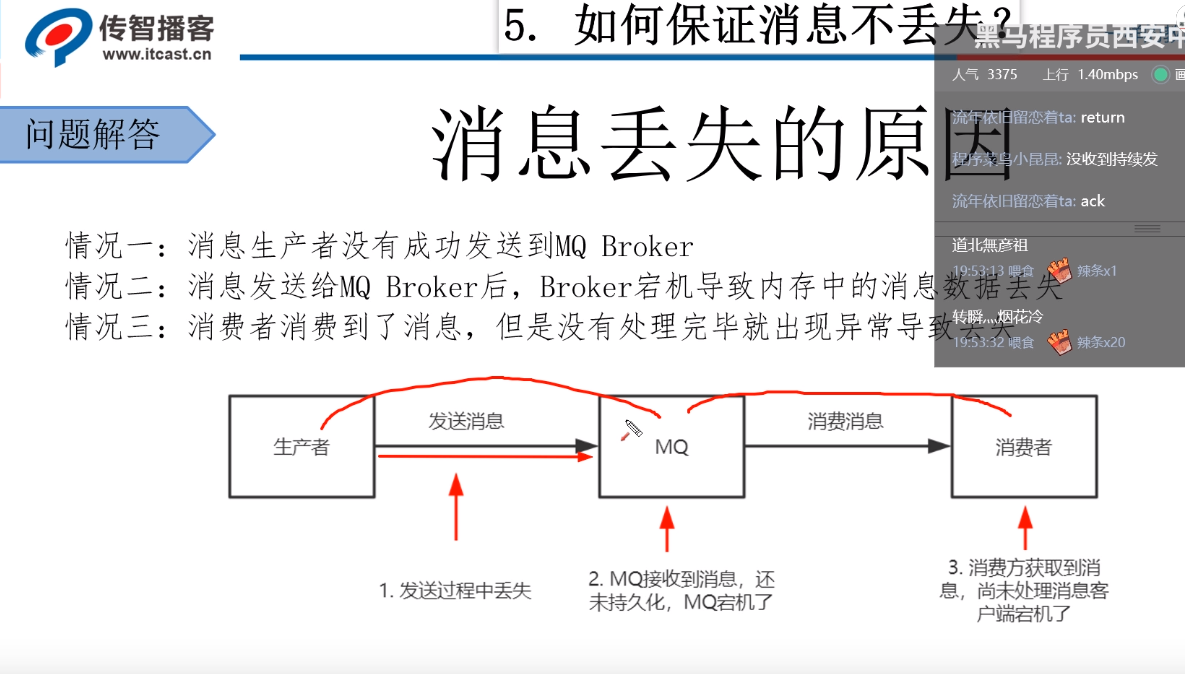 传智播客
www.itcast.cn
5. 如何保证消息不丢失？
黑马程序员西安中
人气 3375 上行 1.40mbps 画
流年依旧留恋着ta: return
程序菜鸟小昆昆: 没收到持续发
流年依旧留恋着ta: ack
道北無彦祖
19:53:13 喂食 辣条x1
转瞬灬烟花冷
19:53:32 喂食 辣条x20
问题解答
消息丢失的原因
情况一：消息生产者没有成功发送到MQ Broker
情况二：消息发送给MQ Broker后，Broker宕机导致内存中的消息数据丢失
情况三：消费者消费到了消息，但是没有处理完毕就出现异常导致丢失
生产者
发送消息
MQ
消费消息
消费者
1. 发送过程中丢失
2. MQ接收到消息，还
未持久化，MQ宕机了
3. 消费方获取到消
息，尚未处理消息客
户端宕机了